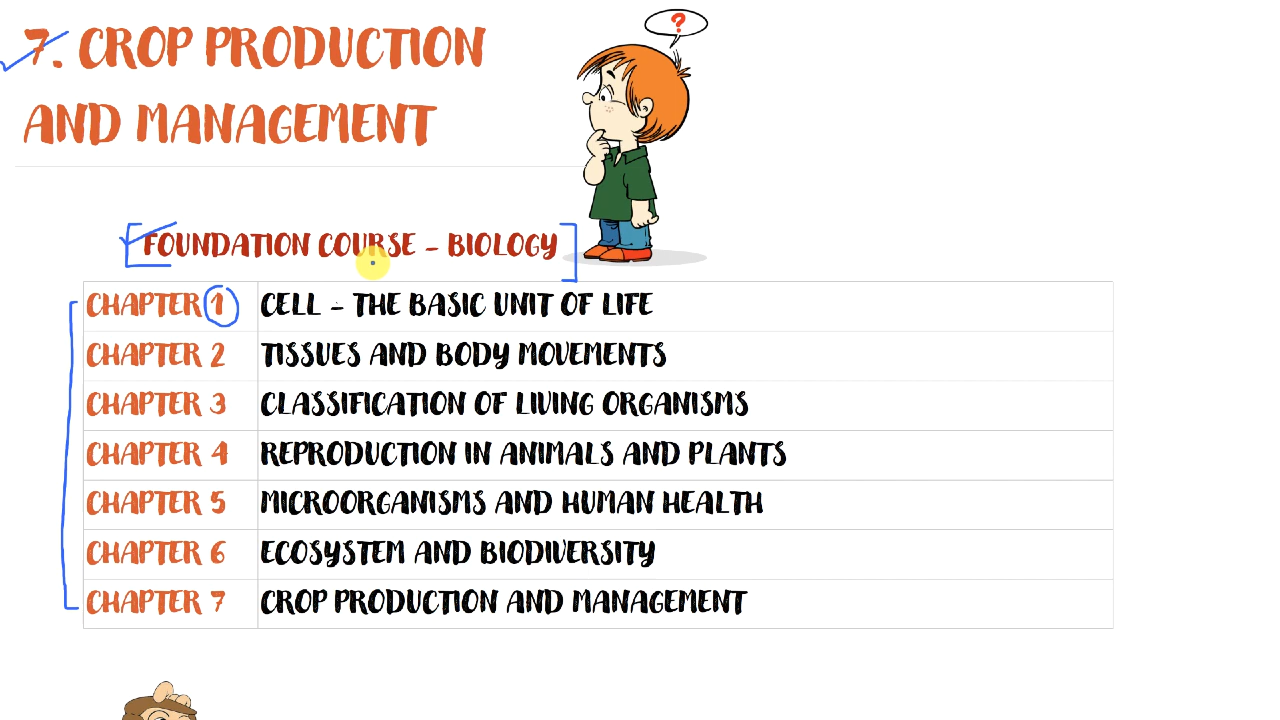 7. CROP PRODUCTION
AND MANAGEMENT
?
FOUNDATION COURSE - BIOLOGY
CHAPTER 1 CELL - THE BASIC UNIT OF LIFE
CHAPTER 2 TISSUES AND BODY MOVEMENTS
CHAPTER 3 CLASSIFICATION OF LIVING ORGANISMS
CHAPTER 4 REPRODUCTION IN ANIMALS AND PLANTS
CHAPTER 5 MICROORGANISMS AND HUMAN HEALTH
CHAPTER 6 ECOSYSTEM AND BIODIVERSITY
CHAPTER 7 CROP PRODUCTION AND MANAGEMENT